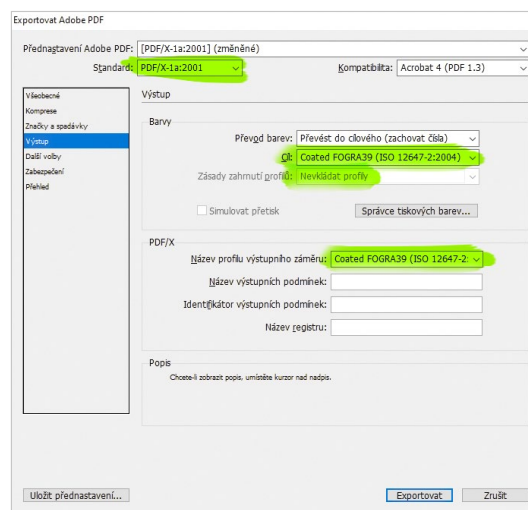 Exportovat Adobe PDF
Přednastavení Adobe PDF: [PDF/X-1a:2001] (změněné)
Standard: PDF/X-1a:2001 Kompatibilita: Acrobat 4 (PDF 1.3)
Všeobecné
Komprese
Značky a spadávky
Výstup
Další volby
Zabezpečení
Přehled
Výstup
Barvy
Převod barev: Převést do cílového (zachovat čísla)
Cíl: Coated FOGRA39 (ISO 12647-2:2004)
Zásady zahrnutí profilů: Nevkládat profily
Simulovat přetisk Správce tiskových barev...
PDF/X
Název profilu výstupního záměru: Coated FOGRA39 (ISO 12647-2:
Název výstupních podmínek:
Identifikátor výstupních podmínek:
Název registru:
Popis
Chcete-li zobrazit popis, umístěte kurzor nad nadpis.
Uložit přednastavení... Exportovat Zrušit